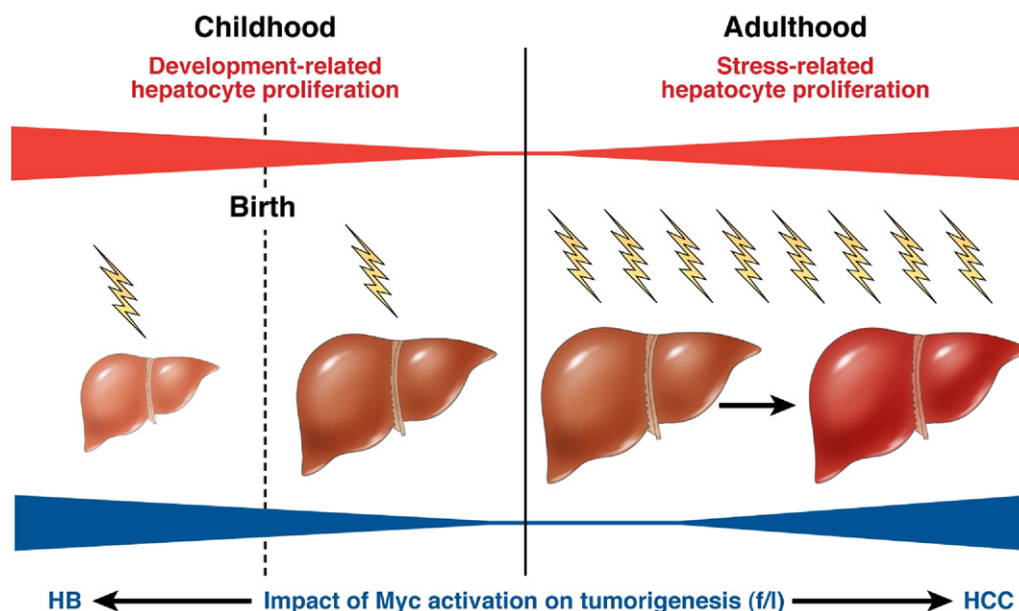 Childhood
Adulthood
Development-related
hepatocyte proliferation
Stress-related
hepatocyte proliferation
Birth
HB
Impact of Myc activation on tumorigenesis (f/l)
HCC